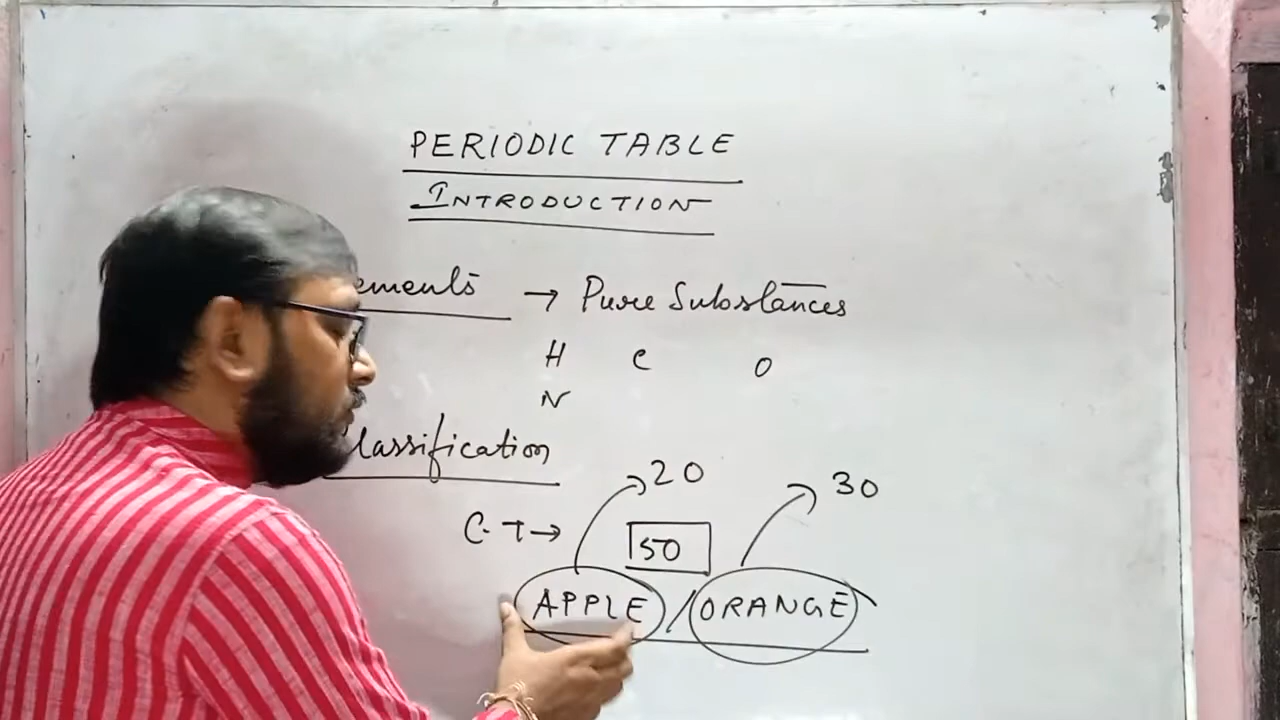 PERIODIC TABLE
INTRODUCTION
ements → Pure Substances
H C O
N
lassification
20 30
C·T→ 50
APPLE / ORANGE